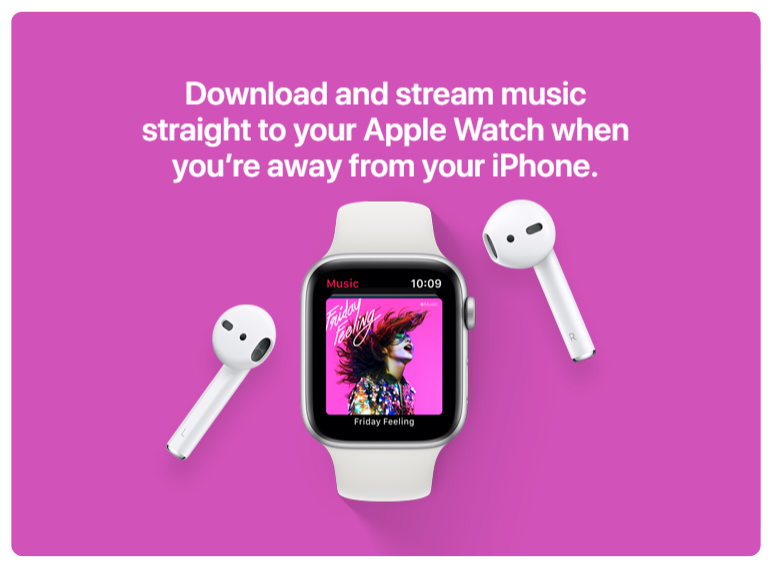 Download and stream music
straight to your Apple Watch when
you’re away from your iPhone.
Music 10:09
Friday
Feeling
Friday Feeling
L
R